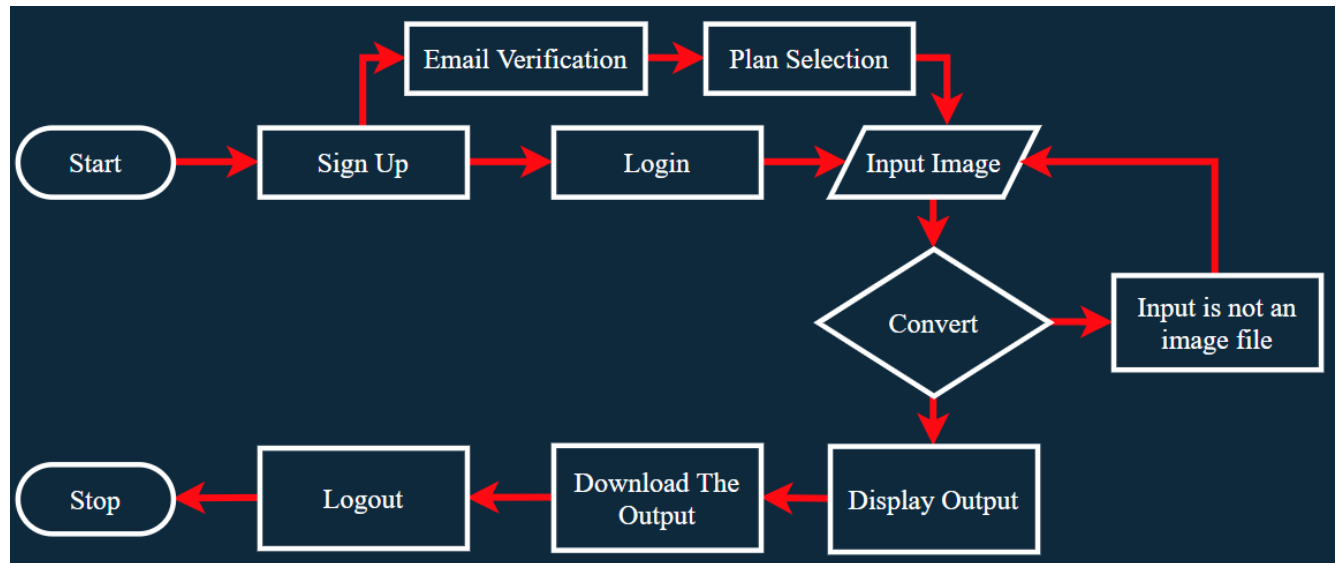 Email Verification
Plan Selection
Start
Sign Up
Login
Input Image
Convert
Input is not an
image file
Stop
Logout
Download The
Output
Display Output